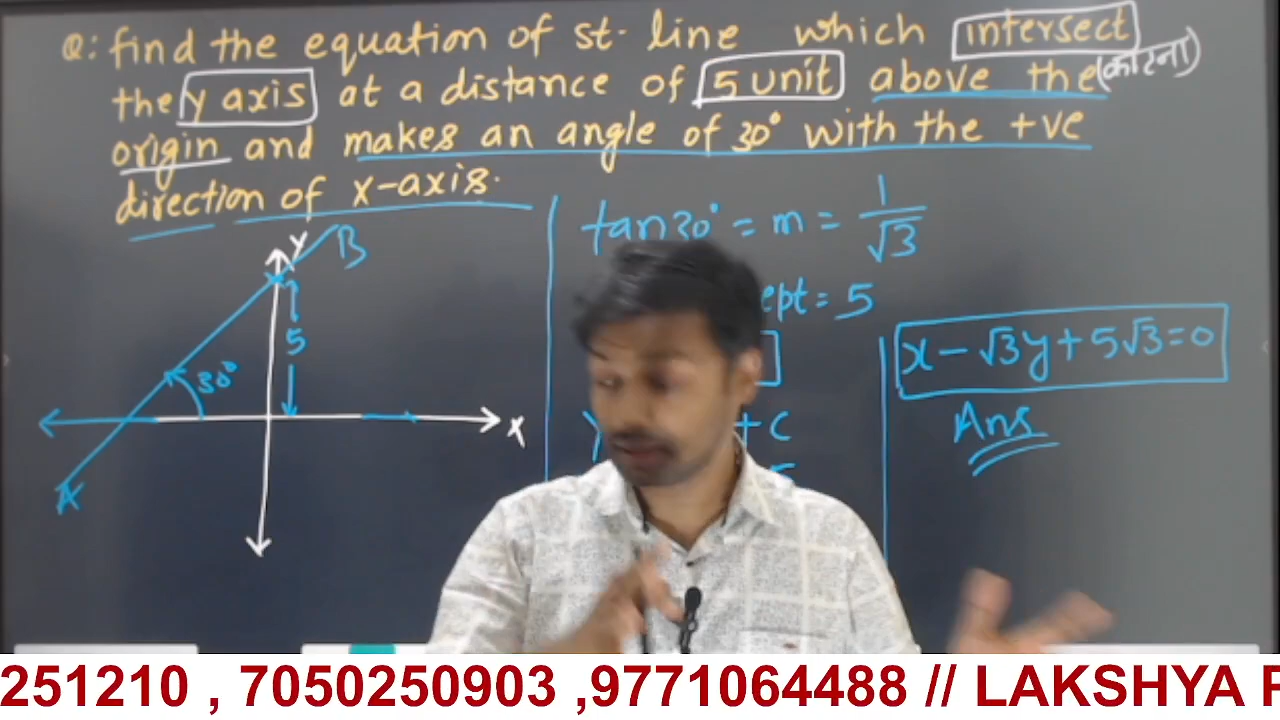 Q: find the equation of st. line which intersect
the y axis at a distance of 5 unit above the (काटना)
origin and makes an angle of 30° with the +ve
direction of x-axis.
Y
B
5
30°
X
A
tan30° = m = 1/√3
ept = 5
y
+ c
x - √3y + 5√3 = 0
Ans
251210 , 7050250903 ,9771064488 // LAKSHYA